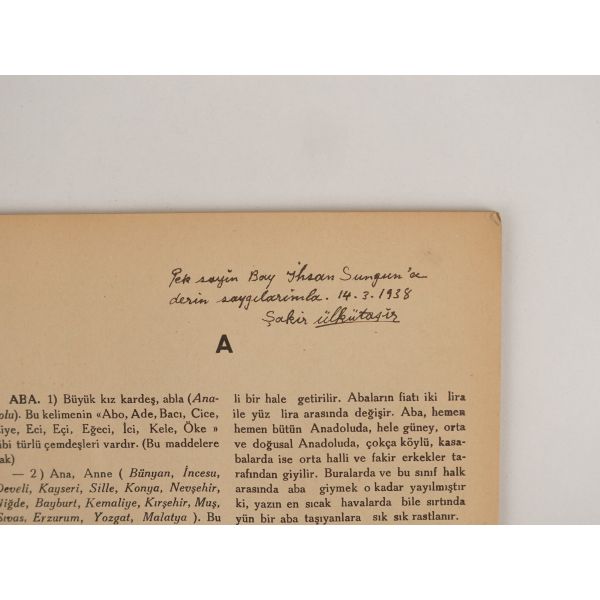 Pek sayin Bay İhsan Sungun'a
derin saygılarımla. 14.3.1938
Şakir ülkütaşır
A
ABA. 1) Büyük kız kardeş, abla (Ana-
olu). Bu kelimenin «Abo, Ade, Bacı, Cice,
iye, Eci, Eçi, Eğeci, İci, Kele, Öke »
ibi türlü çemdeşleri vardır. (Bu maddelere
ak)
— 2 ) Ana, Anne ( Bünyan, İncesu,
Develi, Kayseri, Sille, Konya, Nevşehir,
Niğde, Bayburt, Kemaliye, Kırşehir, Muş,
Sıvas, Erzurum, Yozgat, Malatya ). Bu
li bir hale getirilir. Abaların fiatı iki lira
ile yüz lira arasında değişir. Aba, hemen
hemen bütün Anadoluda, hele güney, orta
ve doğusal Anadoluda, çokça köylü, kasa-
balarda ise orta halli ve fakir erkekler ta-
rafından giyilir. Buralarda ve bu sınıf halk
arasında aba giymek o kadar yayılmıştır
ki, yazın en sıcak havalarda bile sırtında
yün bir aba taşıyanlara sık sık rastlanır.